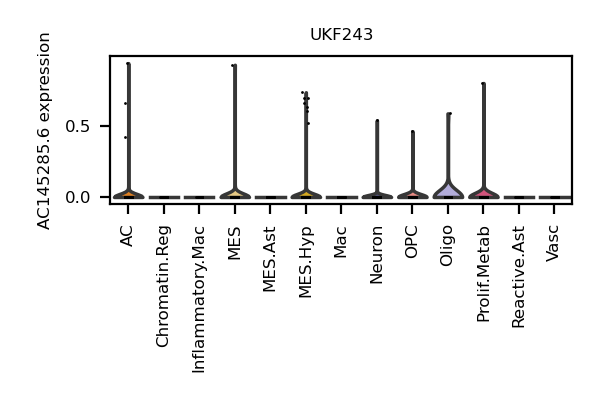 UKF243
AC145285.6 expression
0.5
0.0
AC
Chromatin.Reg
Inflammatory.Mac
MES
MES.Ast
MES.Hyp
Mac
Neuron
OPC
Oligo
Prolif.Metab
Reactive.Ast
Vasc